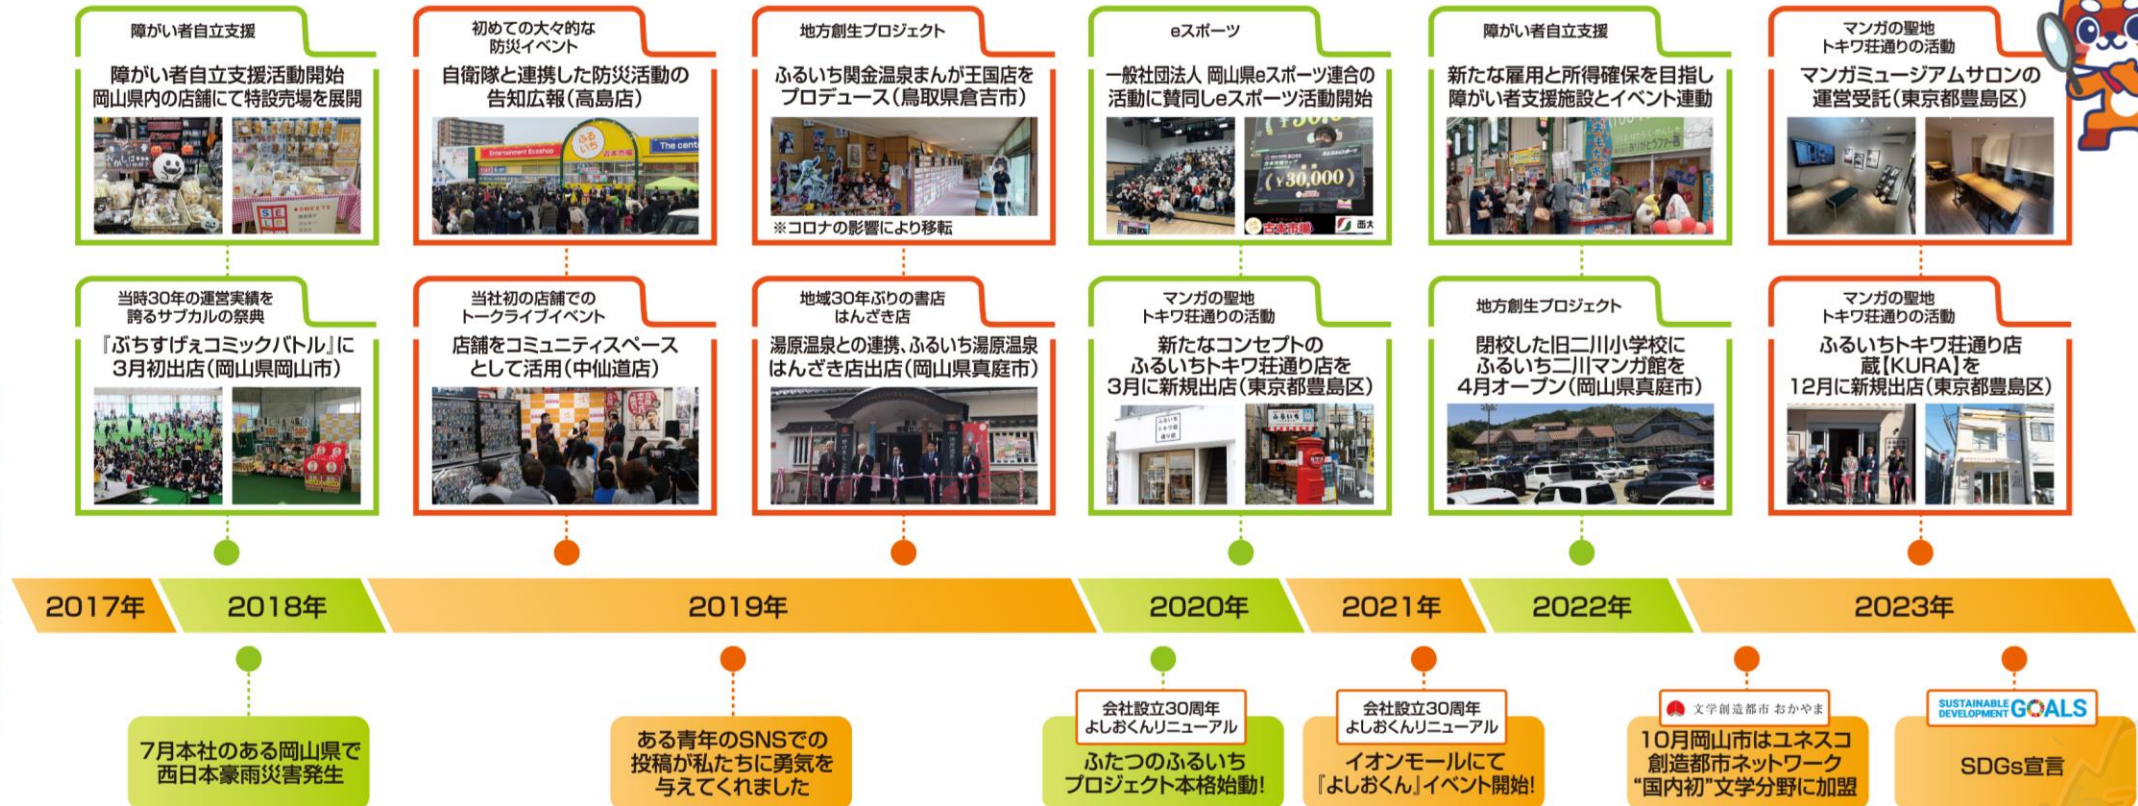 障がい者自立支援
障がい者自立支援活動開始
岡山県内の店舗にて特設売場を展開
初めての大々的な
防災イベント
自衛隊と連携した防災活動の
告知広報(高島店)
ふるいち
古本市場
Entertainment Ecoshop
地方創生プロジェクト
ふるいち関金温泉まんが王国店を
プロデュース(鳥取県倉吉市)
※コロナの影響により移転
eスポーツ
一般社団法人 岡山県eスポーツ連合の
活動に賛同しeスポーツ活動開始
(¥30,000)
古本市場
障がい者自立支援
新たな雇用と所得確保を目指し
障がい者支援施設とイベント連動
マンガの聖地
トキワ荘通りの活動
マンガミュージアムサロンの
運営受託(東京都豊島区)
当時30年の運営実績を
誇るサブカルの祭典
『ぶちすげぇコミックバトル』に
3月初出店(岡山県岡山市)
当社初の店舗での
トークライブイベント
店舗をコミュニティスペース
として活用(中仙道店)
地域30年ぶりの書店
はんざき店
湯原温泉との連携、ふるいち湯原温泉
はんざき店出店(岡山県真庭市)
マンガの聖地
トキワ荘通りの活動
新たなコンセプトの
ふるいちトキワ荘通り店を
3月に新規出店(東京都豊島区)
ふるいち
トキワ荘
通り店
ふるいち
地方創生プロジェクト
閉校した旧二川小学校に
ふるいち二川マンガ館を
4月オープン(岡山県真庭市)
マンガの聖地
トキワ荘通りの活動
ふるいちトキワ荘通り店
蔵【KURA】を
12月に新規出店(東京都豊島区)
2017年
2018年
2019年
2020年
2021年
2022年
2023年
7月本社のある岡山県で
西日本豪雨災害発生
ある青年のSNSでの
投稿が私たちに勇気を
与えてくれました
会社設立30周年
よしおくんリニューアル
ふたつのふるいち
プロジェクト本格始動!
会社設立30周年
よしおくんリニューアル
イオンモールにて
『よしおくん』イベント開始!
文学創造都市 おかやま
10月岡山市はユネスコ
創造都市ネットワーク
“国内初”文学分野に加盟
SUSTAINABLE
DEVELOPMENT GOALS
SDGs宣言